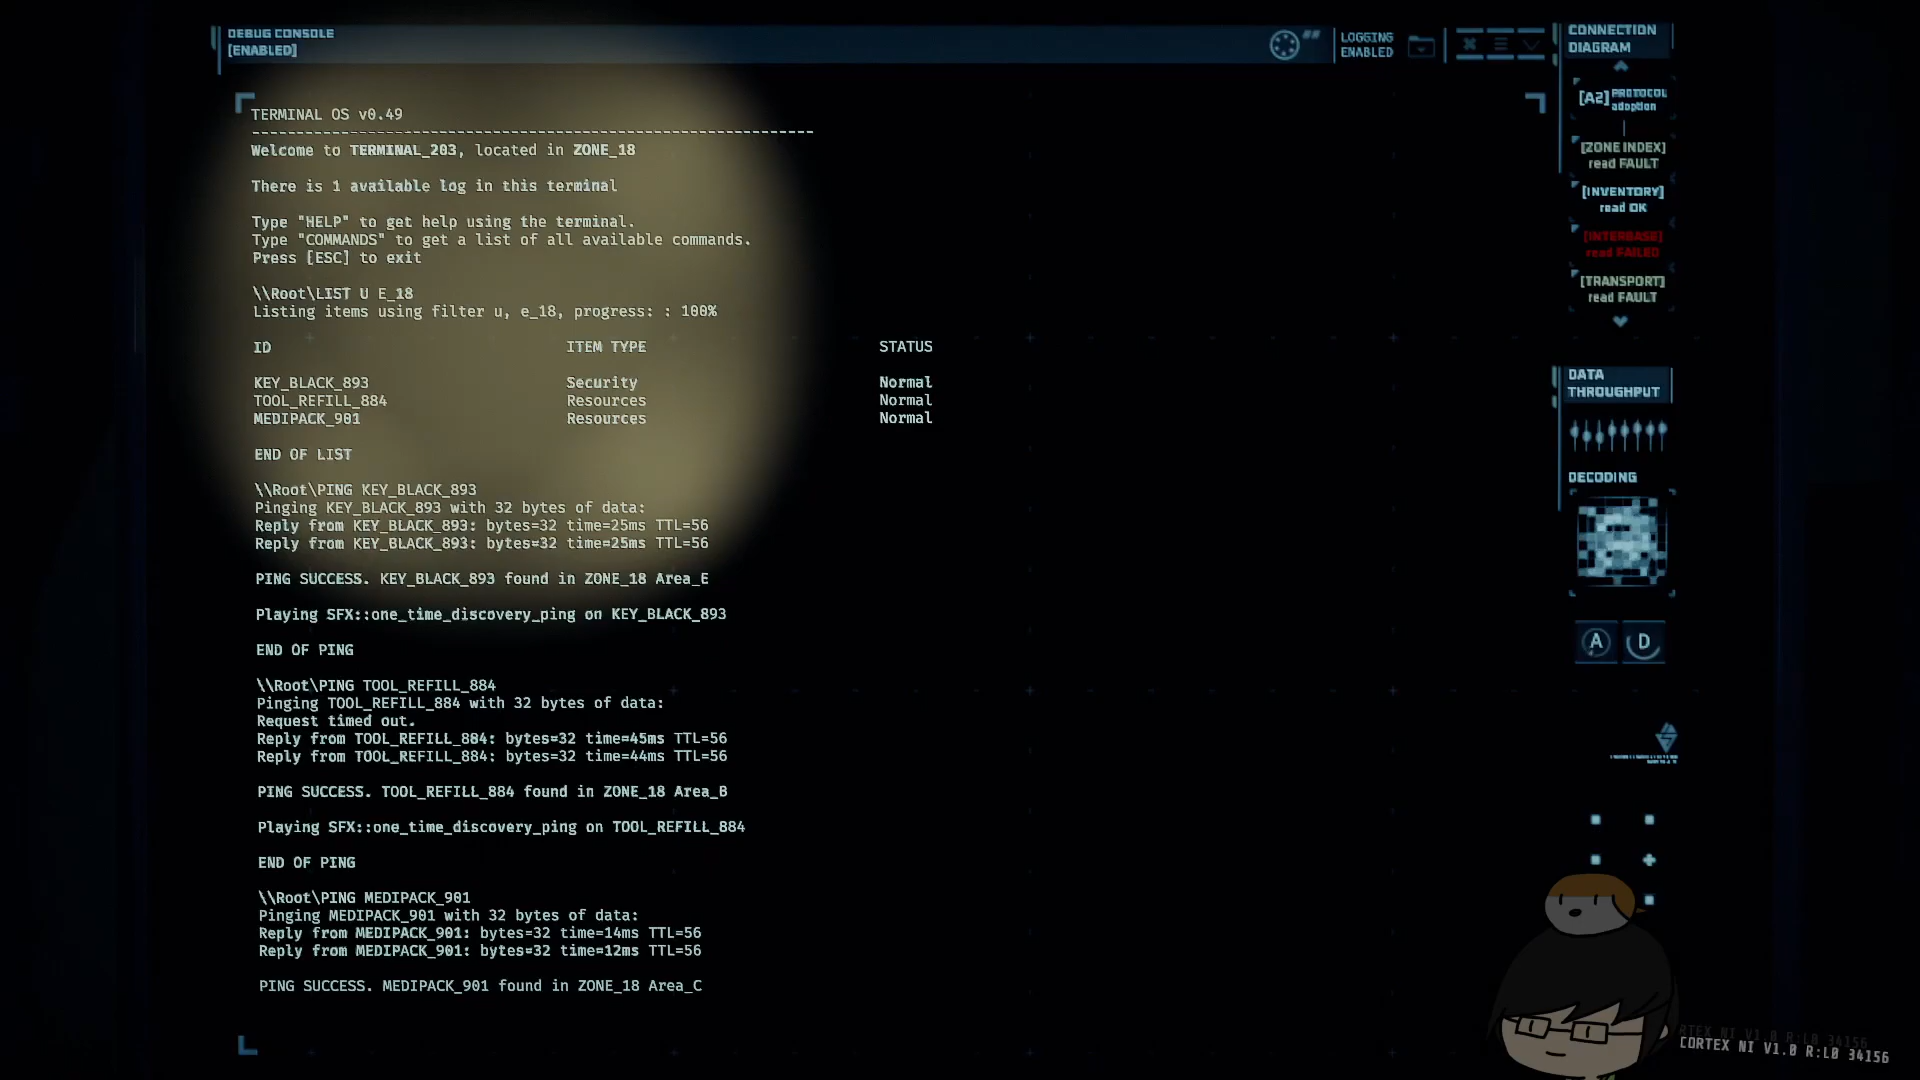 DEBUG CONSOLE
[ENABLED]
LOGGING
ENABLED
TERMINAL OS v0.49
----------------------------------------------------------------
Welcome to TERMINAL_203, located in ZONE_18
There is 1 available log in this terminal
Type "HELP" to get help using the terminal.
Type "COMMANDS" to get a list of all available commands.
Press [ESC] to exit
\\Root\LIST U E_18
Listing items using filter u, e_18, progress: : 100%
ID ITEM TYPE STATUS
KEY_BLACK_893 Security Normal
TOOL_REFILL_884 Resources Normal
MEDIPACK_901 Resources Normal
END OF LIST
\\Root\PING KEY_BLACK_893
Pinging KEY_BLACK_893 with 32 bytes of data:
Reply from KEY_BLACK_893: bytes=32 time=25ms TTL=56
Reply from KEY_BLACK_893: bytes=32 time=25ms TTL=56
PING SUCCESS. KEY_BLACK_893 found in ZONE_18 Area_E
Playing SFX::one_time_discovery_ping on KEY_BLACK_893
END OF PING
\\Root\PING TOOL_REFILL_884
Pinging TOOL_REFILL_884 with 32 bytes of data:
Request timed out.
Reply from TOOL_REFILL_884: bytes=32 time=45ms TTL=56
Reply from TOOL_REFILL_884: bytes=32 time=44ms TTL=56
PING SUCCESS. TOOL_REFILL_884 found in ZONE_18 Area_B
Playing SFX::one_time_discovery_ping on TOOL_REFILL_884
END OF PING
\\Root\PING MEDIPACK_901
Pinging MEDIPACK_901 with 32 bytes of data:
Reply from MEDIPACK_901: bytes=32 time=14ms TTL=56
Reply from MEDIPACK_901: bytes=32 time=12ms TTL=56
PING SUCCESS. MEDIPACK_901 found in ZONE_18 Area_C
CONNECTION
DIAGRAM
[A2] PROTOCOL
adoption
[ZONE INDEX]
read FAULT
[INVENTORY]
read OK
[INTERBASE]
read FAILED
[TRANSPORT]
read FAULT
DATA
THROUGHPUT
DECODING
A D
CORTEX NI V1.0 R:L0 34156